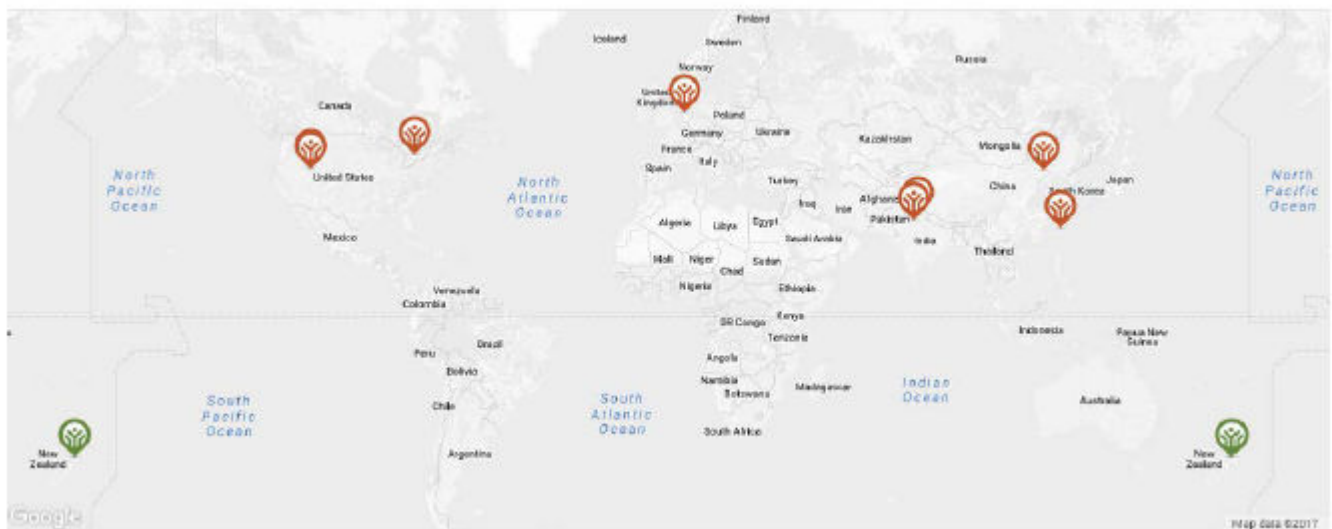 Finland
Iceland
Sweden
Russia
Norway
United
Kingdom
Canada
Poland
Germany
Ukraine
Kazakhstan
Mongolia
France
Italy
Spain
United States
North
Pacific
Ocean
North
Atlantic
Ocean
Turkey
China
Japan
South Korea
North
Pacific
Ocean
Iraq
Iran
Pakistan
Algeria
Libya
Egypt
Saudi Arabia
India
Thailand
Mexico
Mali
Niger
Chad
Sudan
Nigeria
Ethiopia
Venezuela
Colombia
DR Congo
Kenya
Tanzania
Indonesia
Papua New
Guinea
Peru
Brazil
Bolivia
Angola
Namibia
Botswana
Madagascar
Indian
Ocean
Australia
South
Pacific
Ocean
Chile
South
Atlantic
Ocean
South Africa
Argentina
New
Zealand
New
Zealand
Google
Map data ©2017